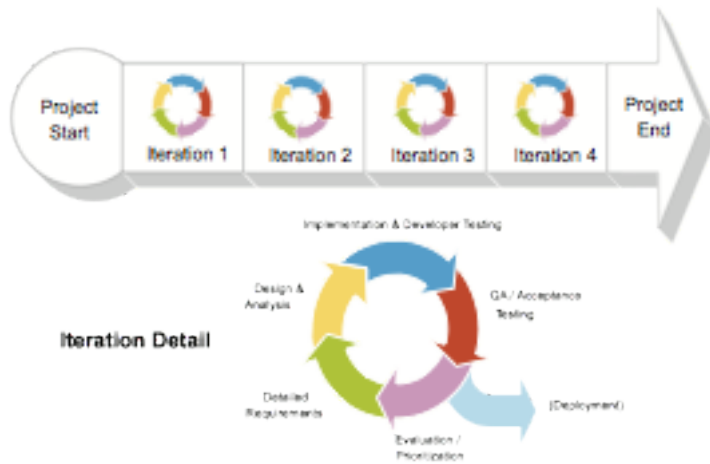 Project
Start
Iteration 1
Iteration 2
Iteration 3
Iteration 4
Project
End
Implementation & Developer Testing
Design &
Analysis
QA / Acceptance
Testing
Iteration Detail
Detailed
Requirements
(Deployment)
Evaluation /
Prioritization